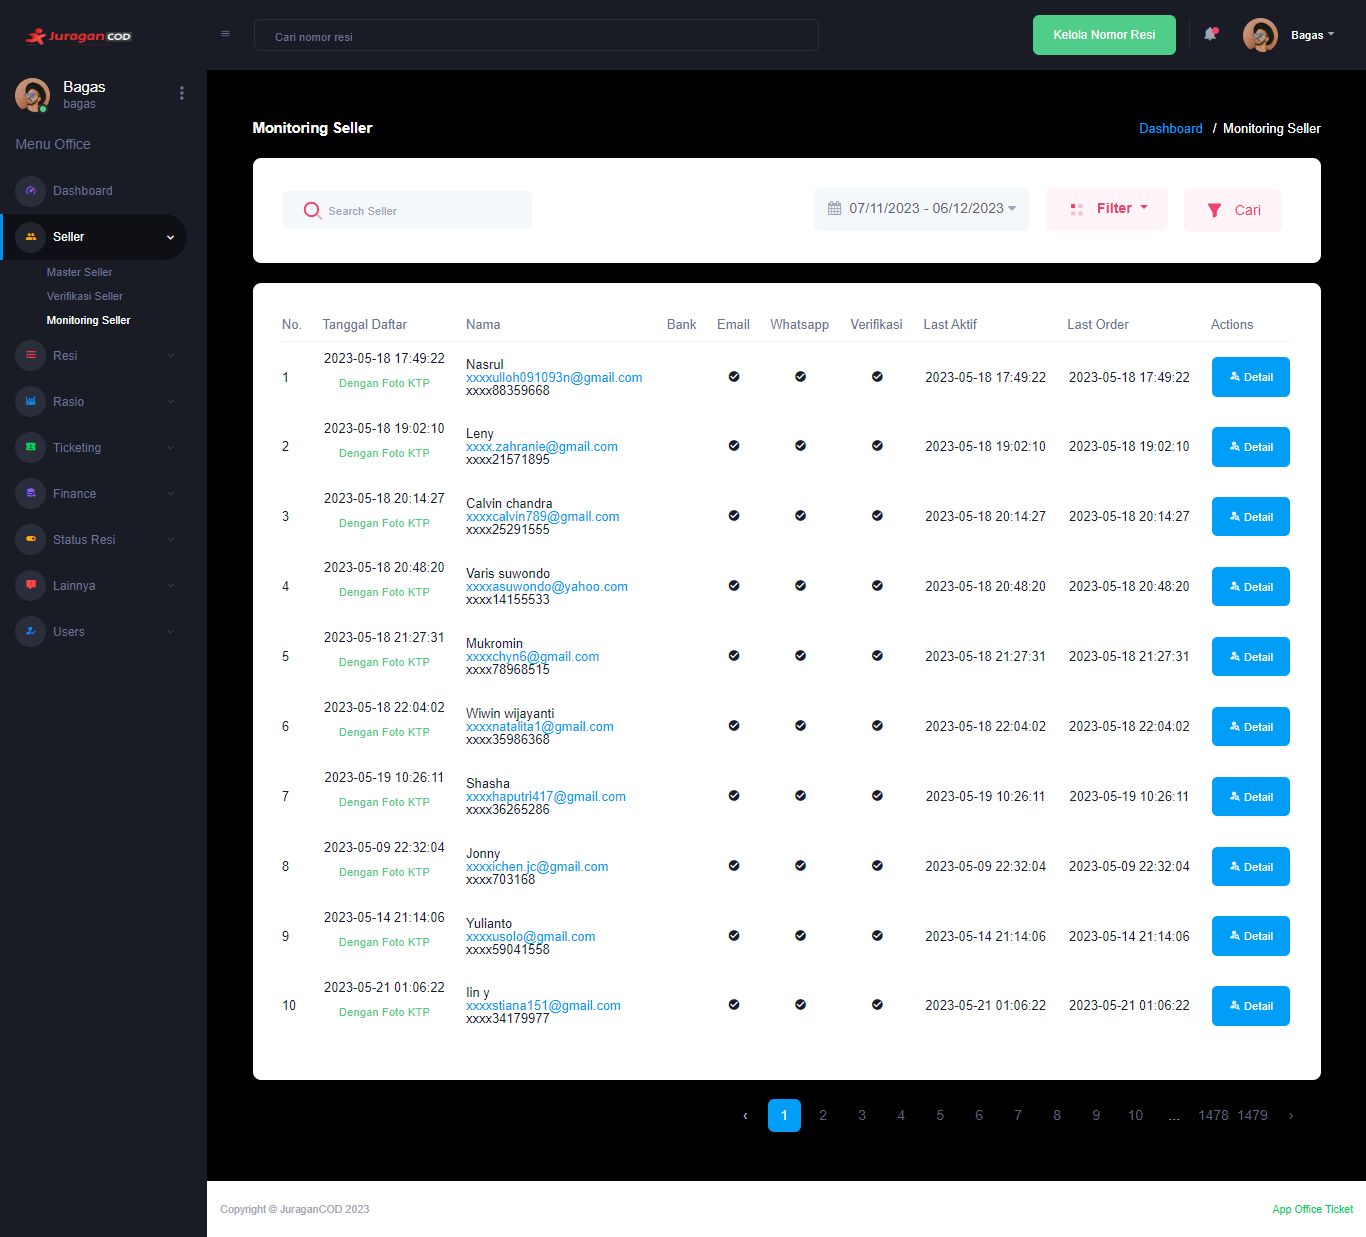 Juragan COD
Cari nomor resi
Kelola Nomor Resi
Bagas
Bagas
bagas
Menu Office
Dashboard
Seller
Master Seller
Verifikasi Seller
Monitoring Seller
Resi
Rasio
Ticketing
Finance
Status Resi
Lainnya
Users
Monitoring Seller
Dashboard / Monitoring Seller
Search Seller
07/11/2023 - 06/12/2023
Filter
Cari
No. Tanggal Daftar Nama Bank Email Whatsapp Verifikasi Last Aktif Last Order Actions
2023-05-18 17:49:22
Dengan Foto KTP
1 Nasrul
xxxxulloh091093n@gmail.com
xxxx88359668
2023-05-18 17:49:22 2023-05-18 17:49:22 Detail
2023-05-18 19:02:10
Dengan Foto KTP
2 Leny
xxxx.zahranie@gmail.com
xxxx21571895
2023-05-18 19:02:10 2023-05-18 19:02:10 Detail
2023-05-18 20:14:27
Dengan Foto KTP
3 Calvin chandra
xxxxcalvin789@gmail.com
xxxx25291555
2023-05-18 20:14:27 2023-05-18 20:14:27 Detail
2023-05-18 20:48:20
Dengan Foto KTP
4 Varis suwondo
xxxxasuwondo@yahoo.com
xxxx14155533
2023-05-18 20:48:20 2023-05-18 20:48:20 Detail
2023-05-18 21:27:31
Dengan Foto KTP
5 Mukromin
xxxxchyn6@gmail.com
xxxx78968515
2023-05-18 21:27:31 2023-05-18 21:27:31 Detail
2023-05-18 22:04:02
Dengan Foto KTP
6 Wiwin wijayanti
xxxxnatalita1@gmail.com
xxxx35986368
2023-05-18 22:04:02 2023-05-18 22:04:02 Detail
2023-05-19 10:26:11
Dengan Foto KTP
7 Shasha
xxxxhaputri417@gmail.com
xxxx36265286
2023-05-19 10:26:11 2023-05-19 10:26:11 Detail
2023-05-09 22:32:04
Dengan Foto KTP
8 Jonny
xxxxichen.jc@gmail.com
xxxx703168
2023-05-09 22:32:04 2023-05-09 22:32:04 Detail
2023-05-14 21:14:06
Dengan Foto KTP
9 Yulianto
xxxxusolo@gmail.com
xxxx59041558
2023-05-14 21:14:06 2023-05-14 21:14:06 Detail
2023-05-21 01:06:22
Dengan Foto KTP
10 Iin y
xxxxstiana151@gmail.com
xxxx34179977
2023-05-21 01:06:22 2023-05-21 01:06:22 Detail
‹ 1 2 3 4 5 6 7 8 9 10 ... 1478 1479 ›
Copyright © JuraganCOD 2023
App Office Ticket